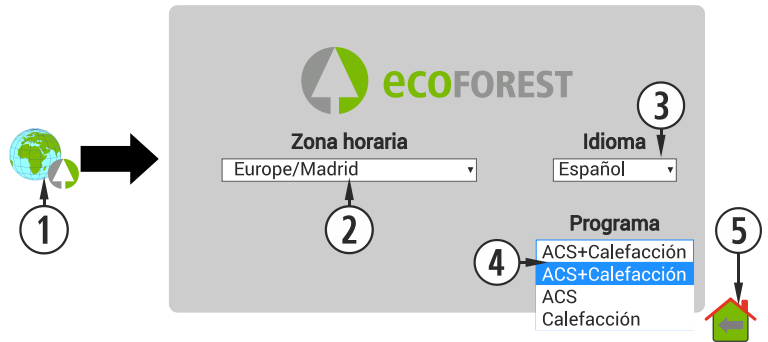 ecoFOREST
3
Zona horaria
Idioma
Europe/Madrid
Español
1
2
Programa
5
4
ACS+Calefacción
ACS+Calefacción
ACS
Calefacción